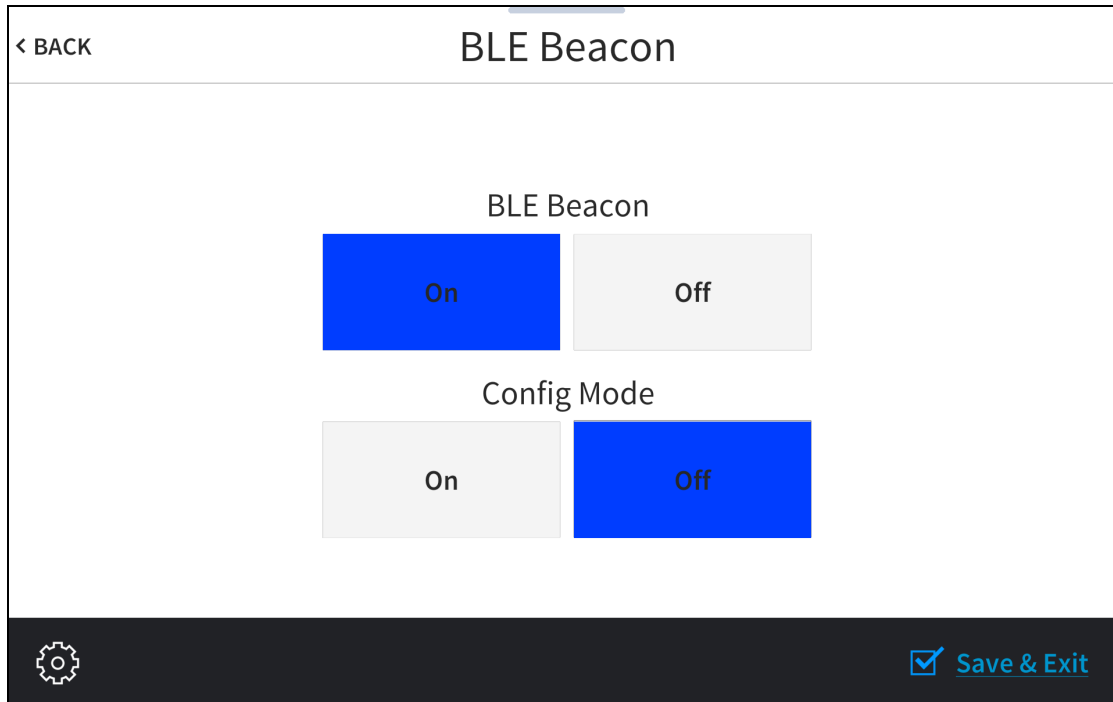 < BACK
BLE Beacon
BLE Beacon
On Off
Config Mode
On Off
Save & Exit